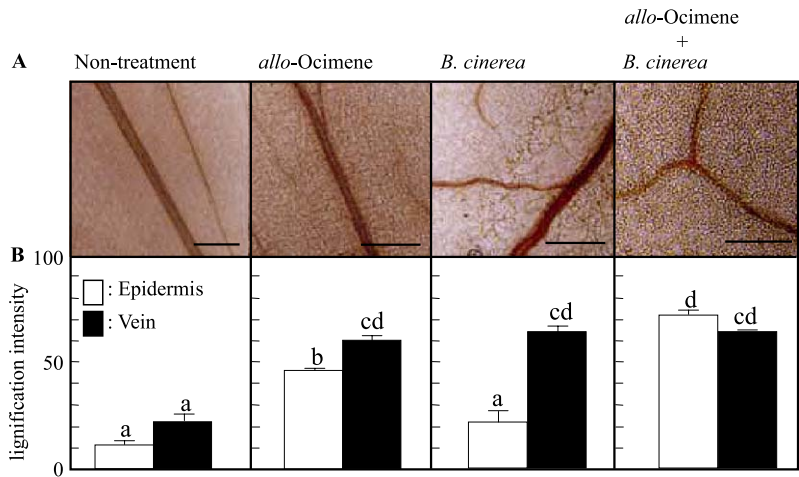 allo-Ocimene
+
A Non-treatment allo-Ocimene B. cinerea B. cinerea
B
100
50
0
lignification intensity
: Epidermis
: Vein
a a
b cd
a cd
d cd